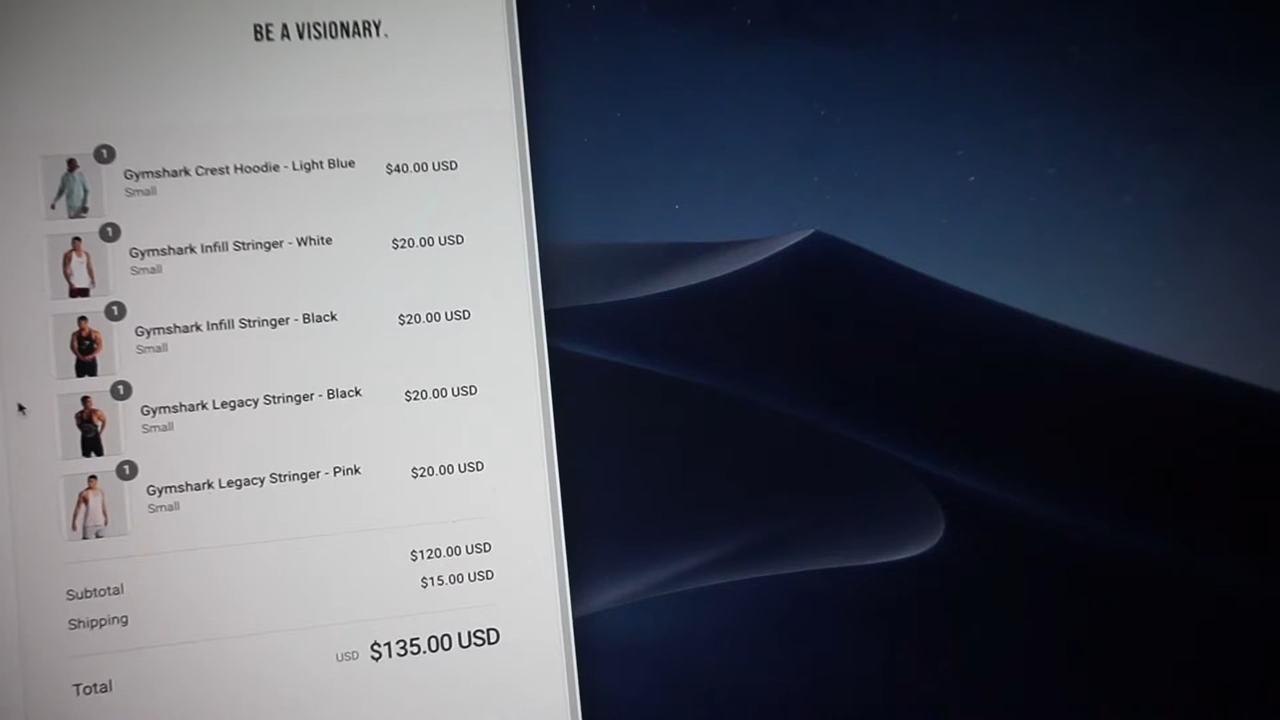 BE A VISIONARY.
1
Gymshark Crest Hoodie - Light Blue $40.00 USD
Small
1
Gymshark Infill Stringer - White $20.00 USD
Small
1
Gymshark Infill Stringer - Black $20.00 USD
Small
1
Gymshark Legacy Stringer - Black $20.00 USD
Small
1
Gymshark Legacy Stringer - Pink $20.00 USD
Small
Subtotal $120.00 USD
Shipping $15.00 USD
Total USD $135.00 USD